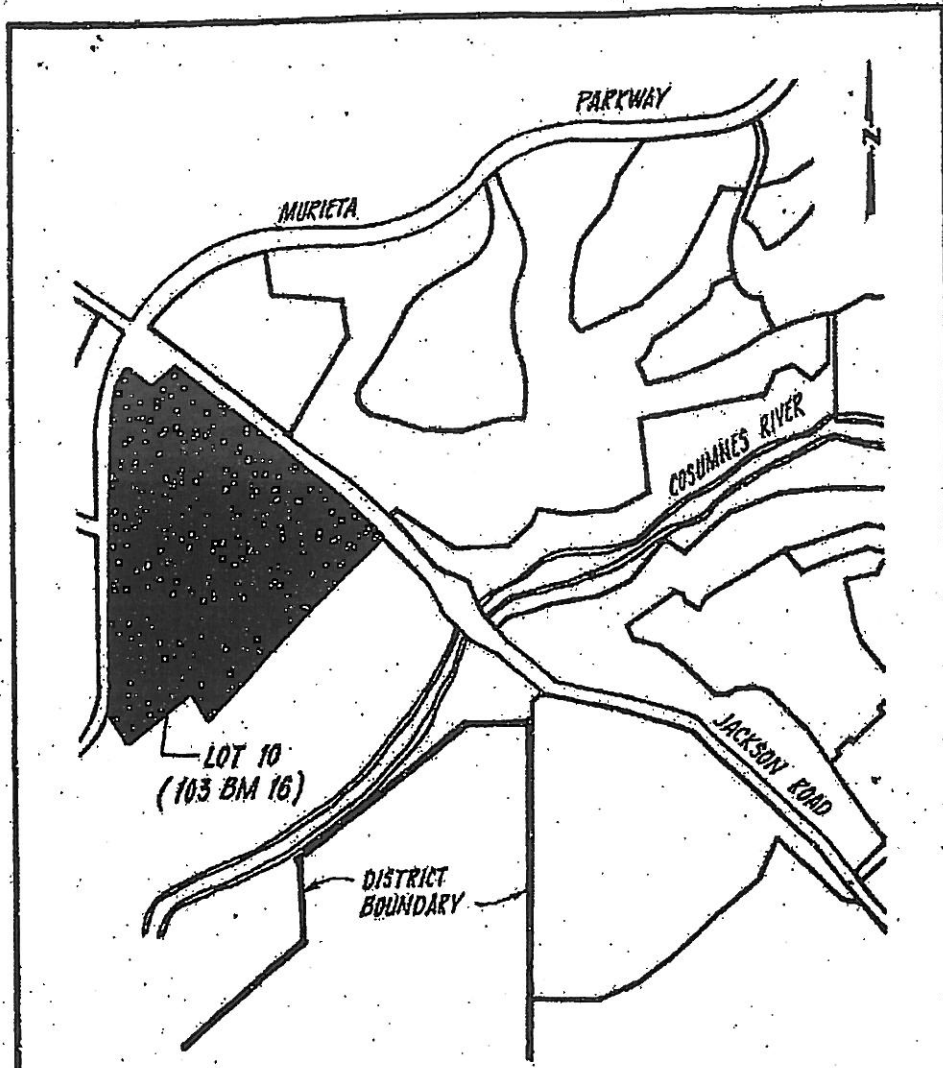 PARKWAY
MURIETA
N
COSUMNES RIVER
LOT 10
(103 BM 16)
JACKSON ROAD
DISTRICT
BOUNDARY